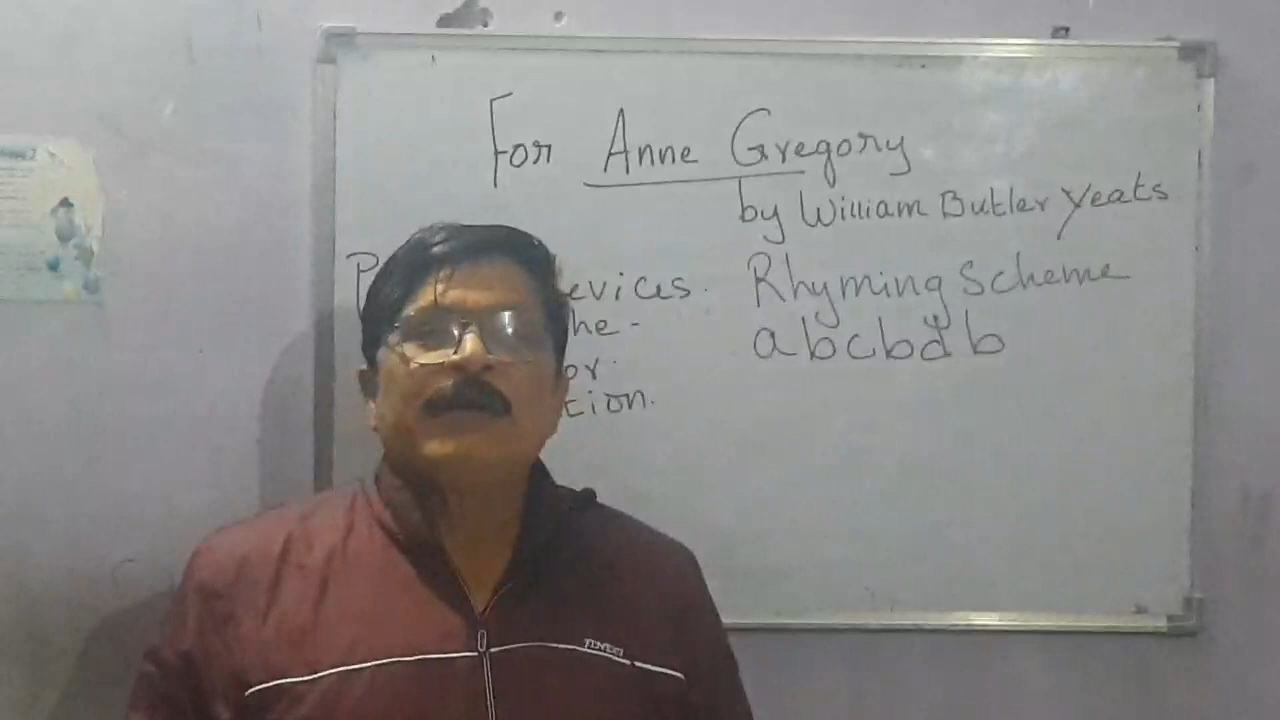 For Anne Gregory
by William Butler Yeats
evices. Rhyming Scheme
he- abcbdb
or
tion.